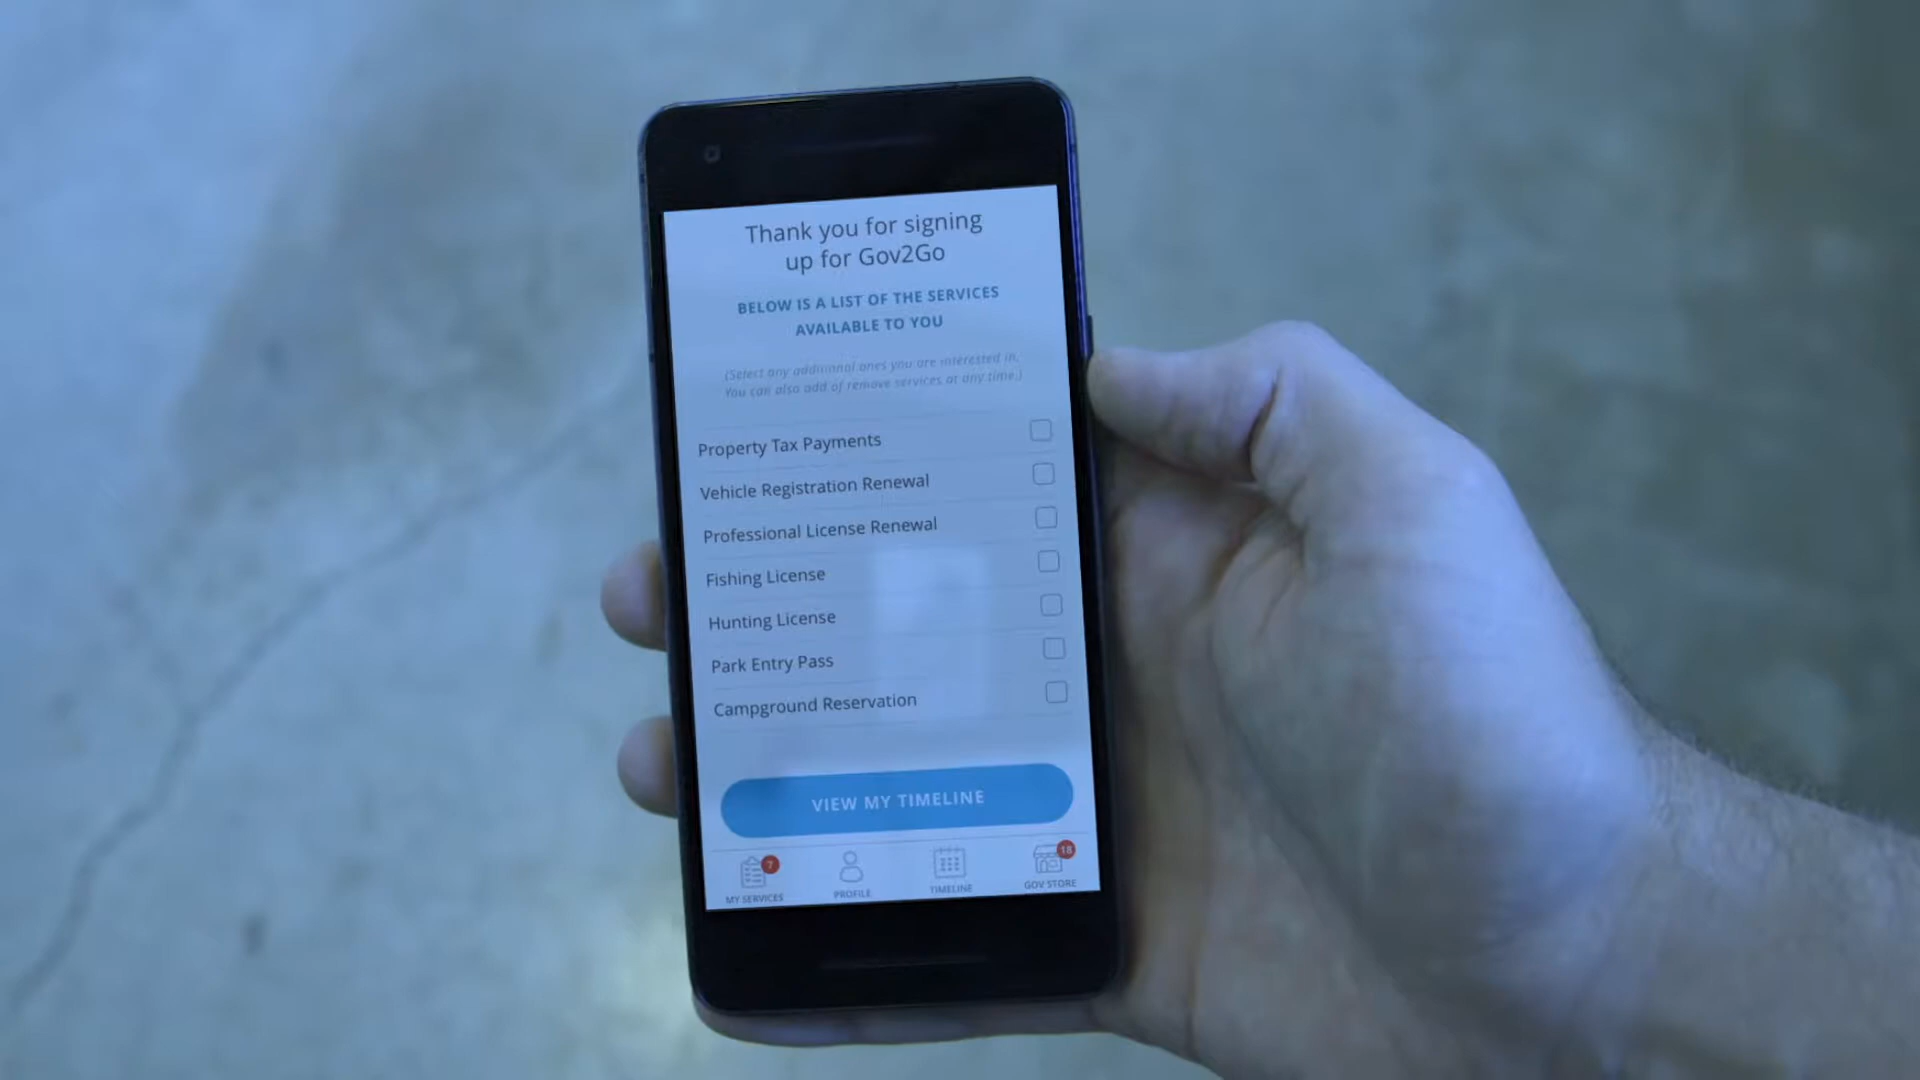 Thank you for signing
up for Gov2Go
BELOW IS A LIST OF THE SERVICES
AVAILABLE TO YOU
(Select any additional ones you are interested in.
You can also add of remove services at any time.)
Property Tax Payments
Vehicle Registration Renewal
Professional License Renewal
Fishing License
Hunting License
Park Entry Pass
Campground Reservation
VIEW MY TIMELINE
7
18
MY SERVICES
PROFILE
TIMELINE
GOV STORE